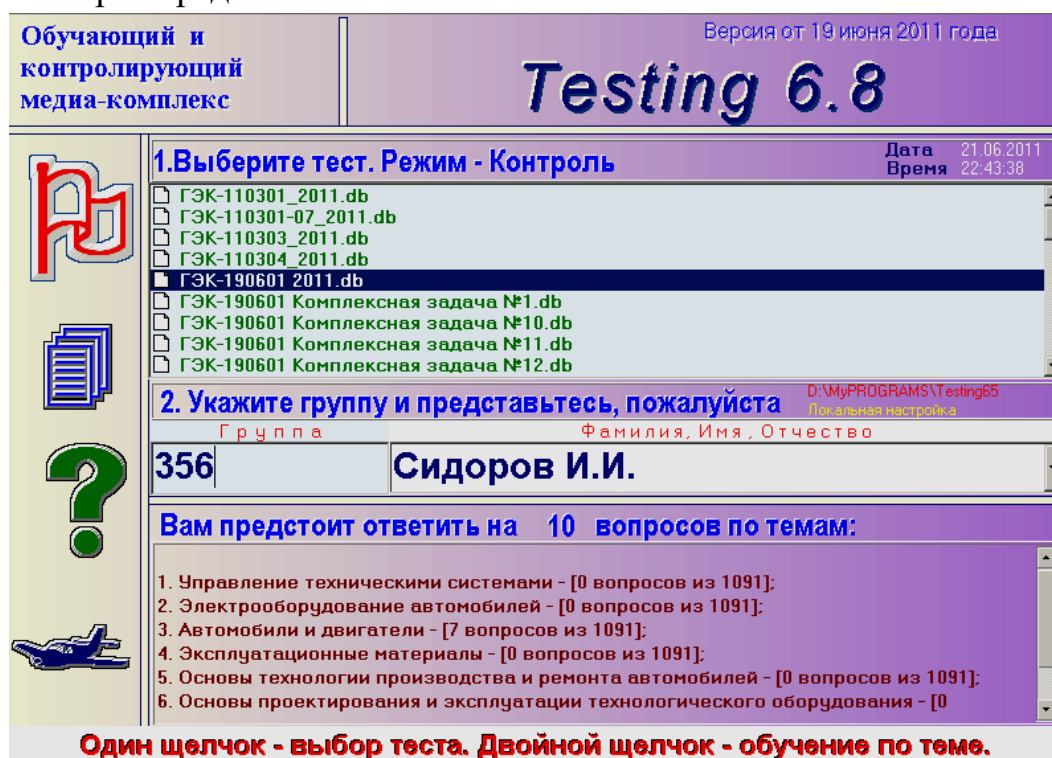 Обучающий и
контролирующий
медиа-комплекс
Версия от 19 июня 2011 года
Testing 6.8
1.Выберите тест. Режим - Контроль
Дата 21.06.2011
Время 22:43:38
ГЭК-110301_2011.db
ГЭК-110301-07_2011.db
ГЭК-110303_2011.db
ГЭК-110304_2011.db
ГЭК-190601 2011.db
ГЭК-190601 Комплексная задача №1.db
ГЭК-190601 Комплексная задача №10.db
ГЭК-190601 Комплексная задача №11.db
ГЭК-190601 Комплексная задача №12.db
2. Укажите группу и представьтесь, пожалуйста
D:\MyPROGRAMS\Testing65
Локальная настройка
Группа
Фамилия, Имя, Отчество
356
Сидоров И.И.
Вам предстоит ответить на 10 вопросов по темам:
1. Управление техническими системами - [0 вопросов из 1091];
2. Электрооборудование автомобилей - [0 вопросов из 1091];
3. Автомобили и двигатели - [7 вопросов из 1091];
4. Эксплуатационные материалы - [0 вопросов из 1091];
5. Основы технологии производства и ремонта автомобилей - [0 вопросов из 1091];
6. Основы проектирования и эксплуатации технологического оборудования - [0
Один щелчок - выбор теста. Двойной щелчок - обучение по теме.